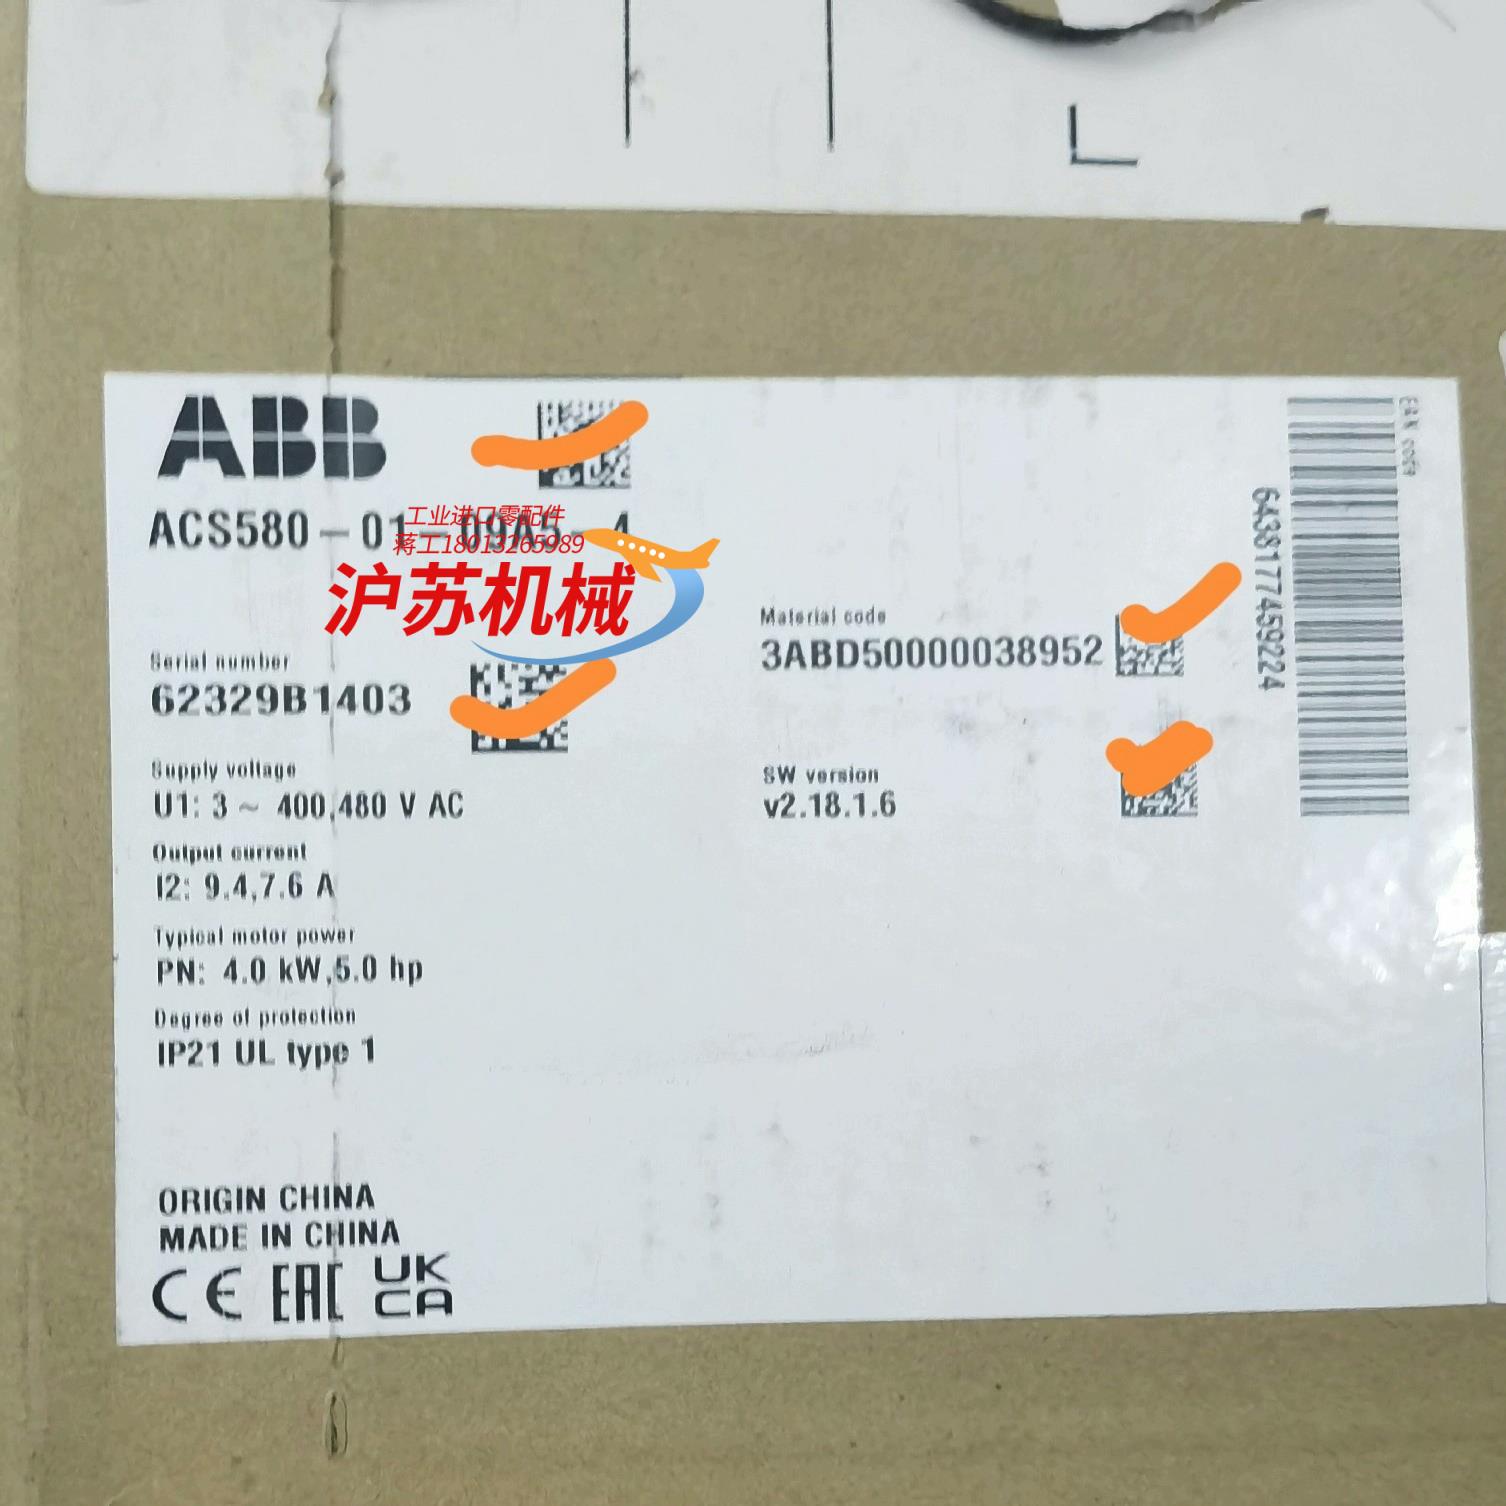 ABB
ACS580-01-09A5-4
工业进口零配件
蒋工18013265989
沪苏机械
Serial number
62329B1403
Supply voltage
U1: 3~ 400,480 V AC
Output current
I2: 9.4,7.6 A
Typical motor power
PN: 4.0 kW,5.0 hp
Degree of protection
IP21 UL type 1
ORIGIN CHINA
MADE IN CHINA
CE EAC UK CA
Material code
3ABD50000038952
SW version
v2.18.1.6
EAN code
6438177459224